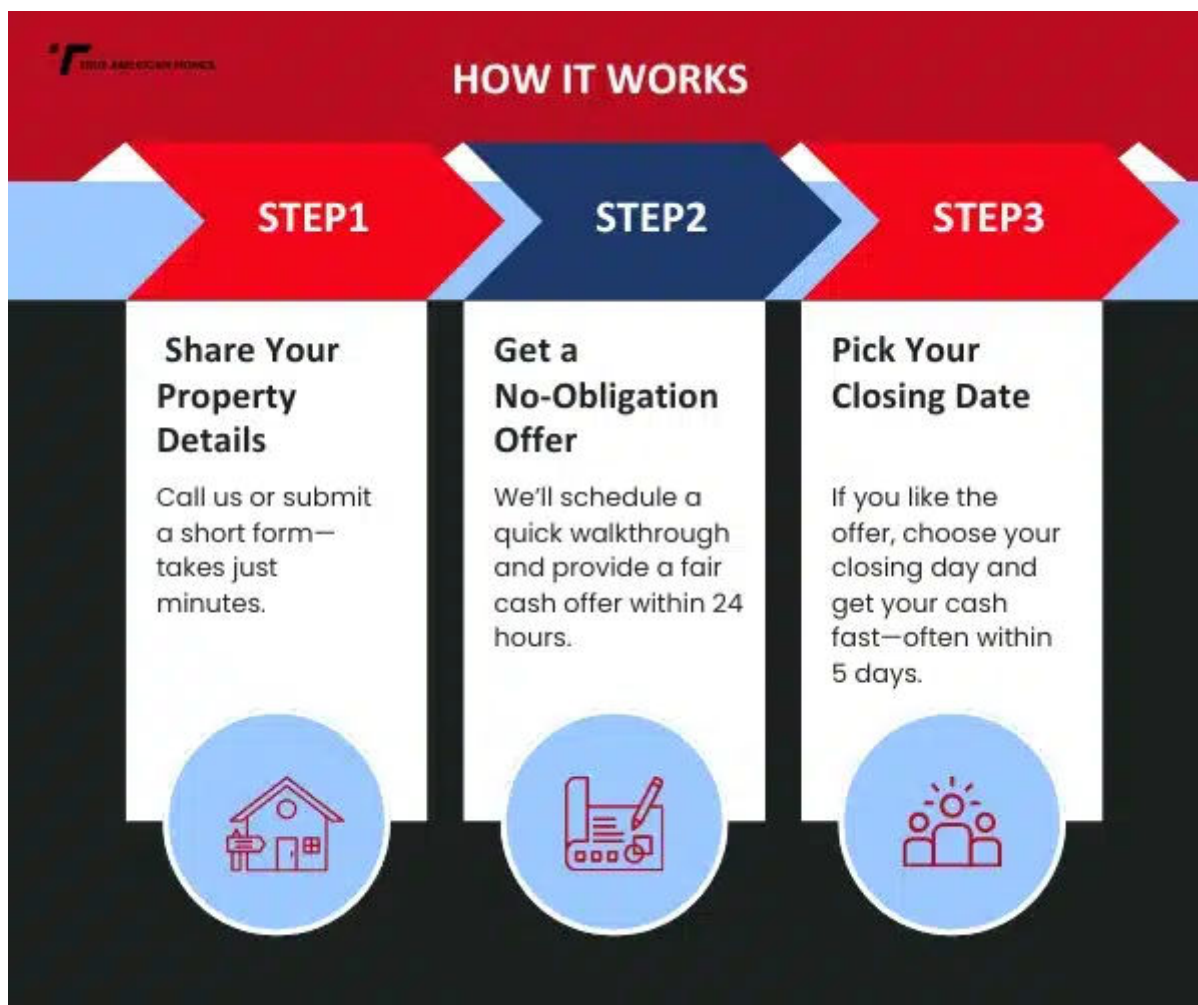 HOW IT WORKS
STEP1
STEP2
STEP3
Share Your
Property
Details
Call us or submit
a short form—
takes just
minutes.
Get a
No-Obligation
Offer
We'll schedule a
quick walkthrough
and provide a fair
cash offer within 24
hours.
Pick Your
Closing Date
If you like the
offer, choose your
closing day and
get your cash
fast—often within
5 days.